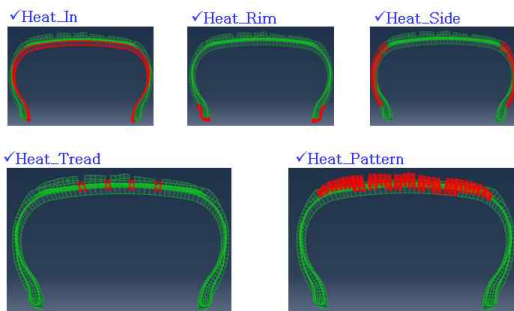 ✓Heat_In
✓Heat_Rim
✓Heat_Side
✓Heat_Tread
✓Heat_Pattern